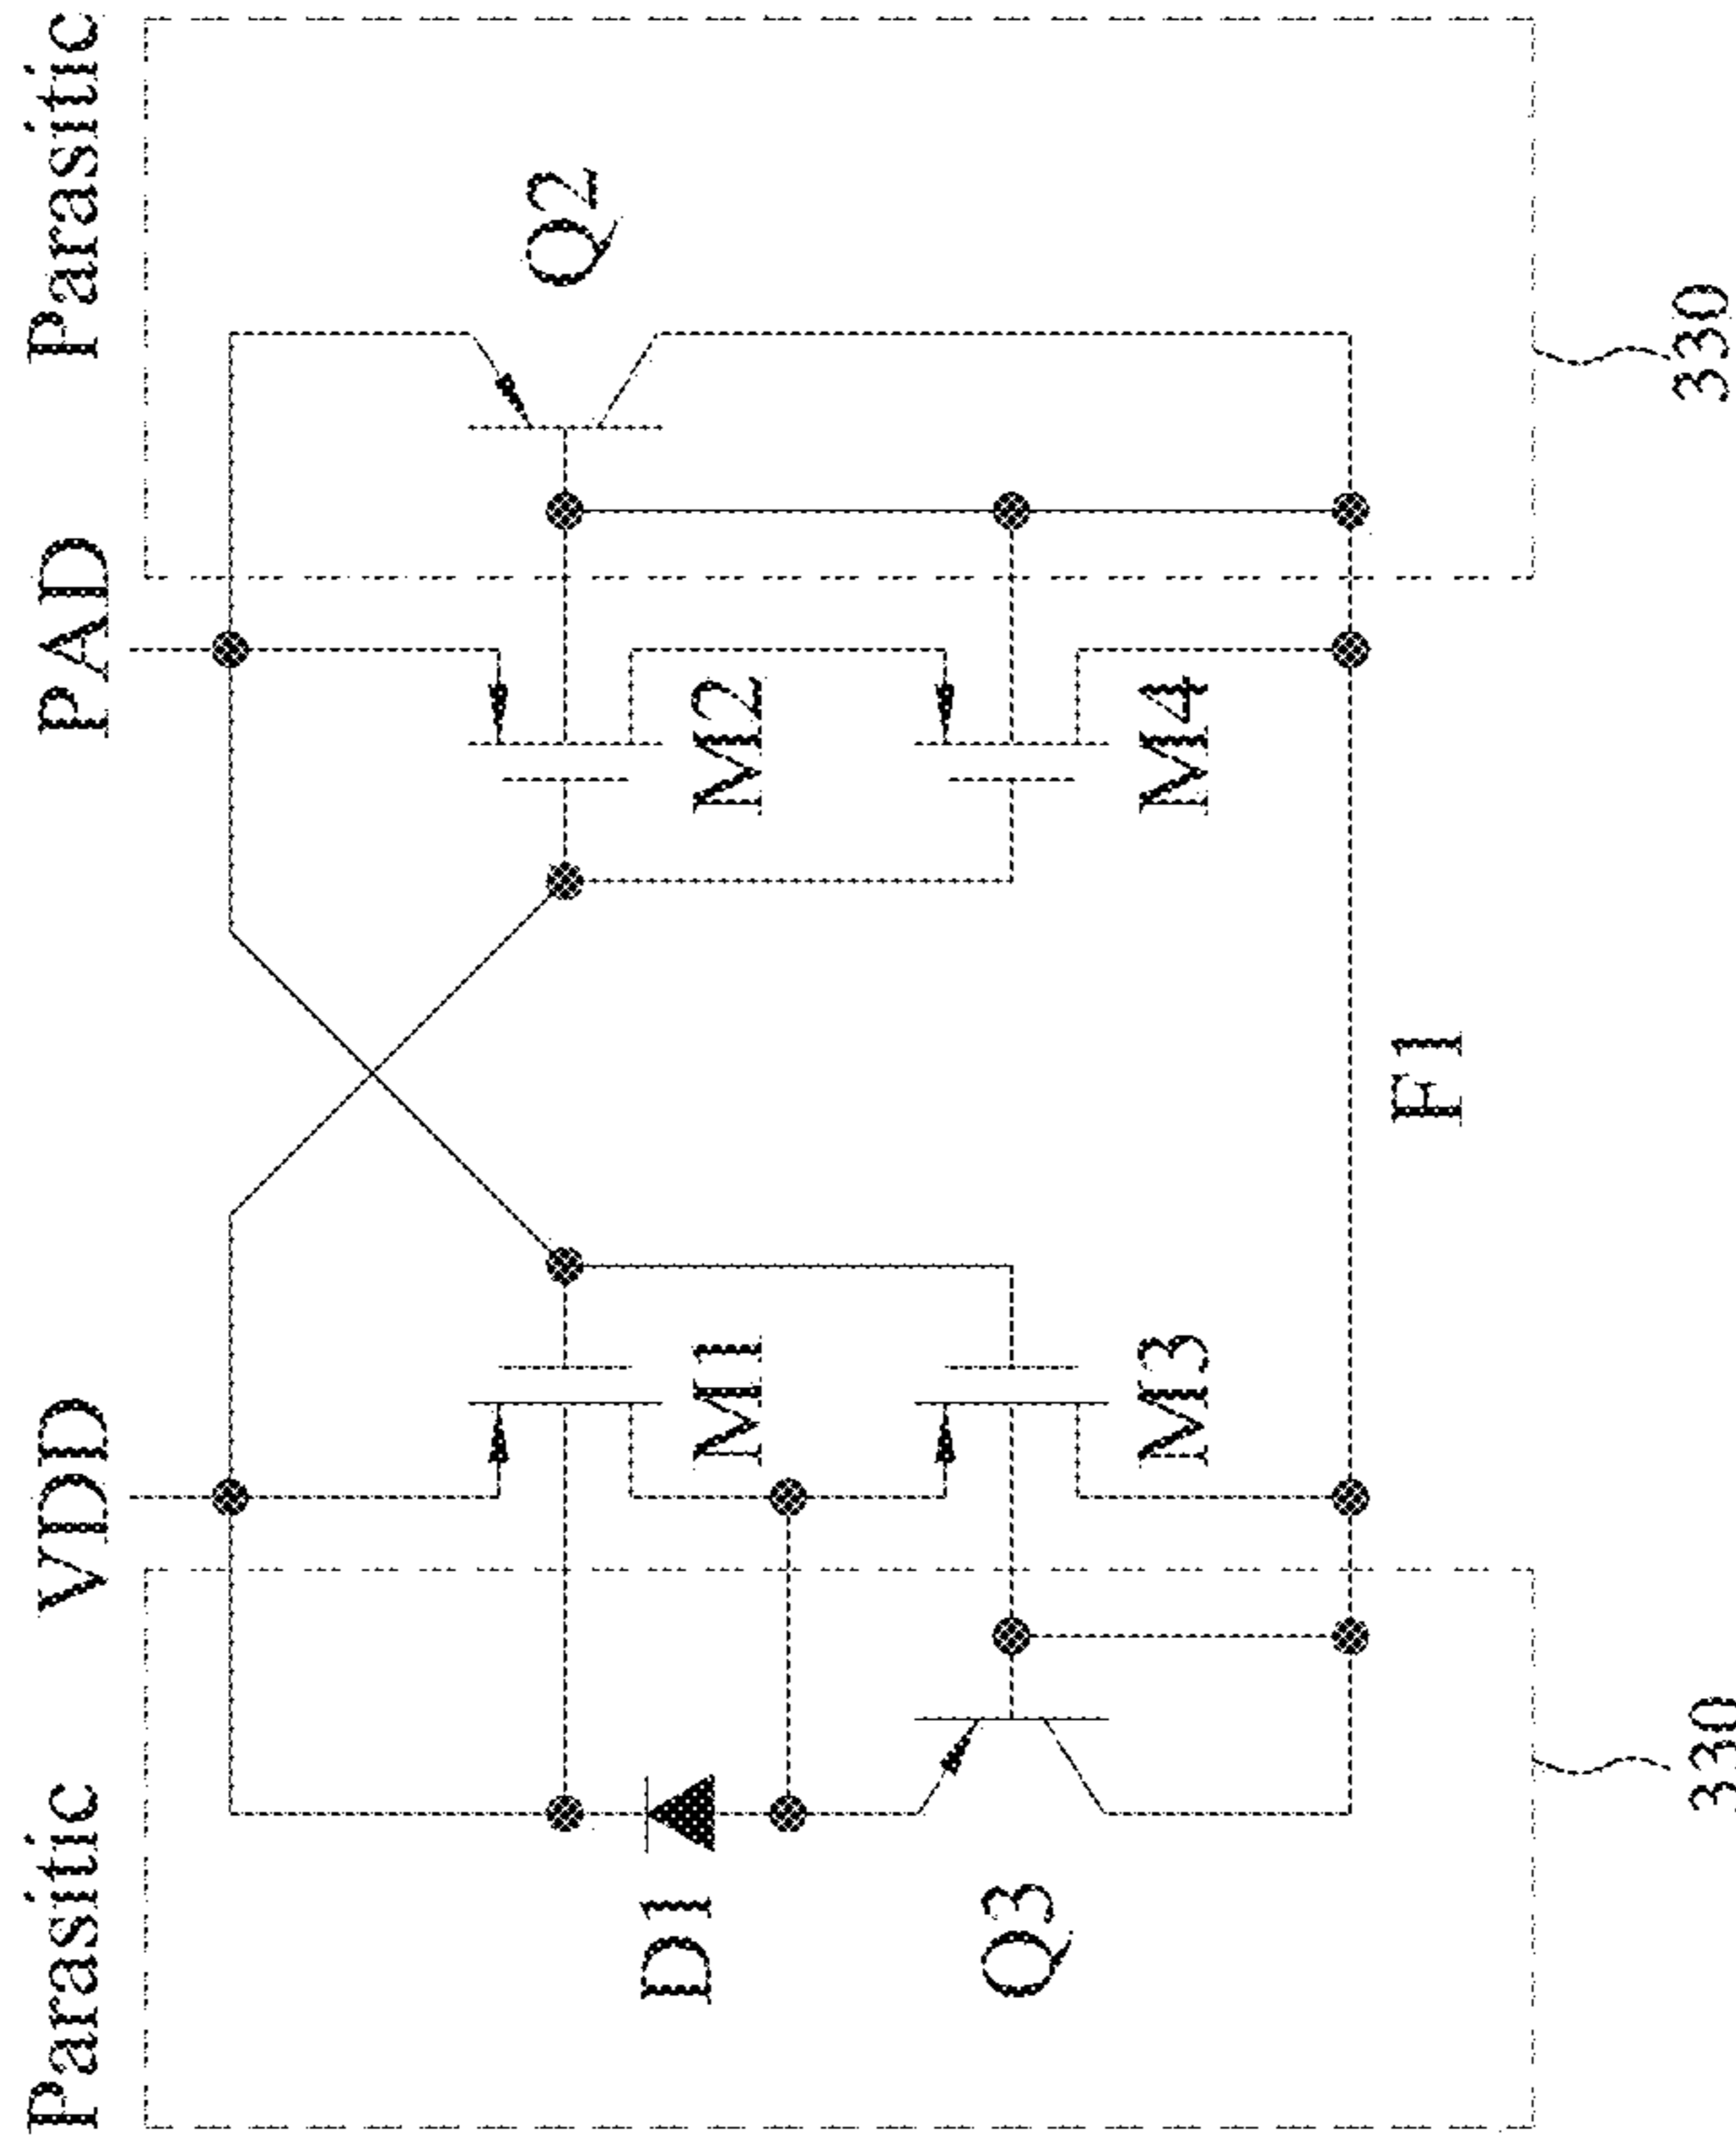 Parasitic VDD PAD Parasitic
Q2
D1 M1 M2
Q3 M3 M4
F1
330 330